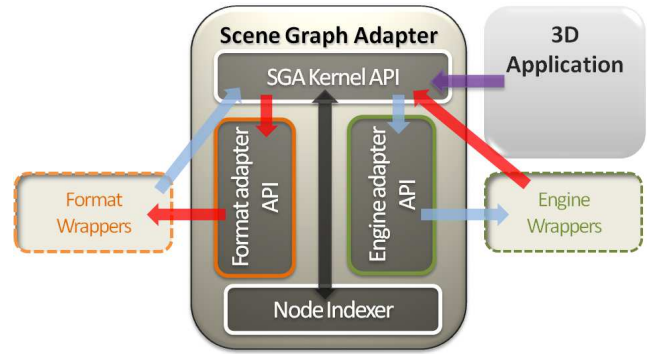 Scene Graph Adapter
SGA Kernel API
3D
Application
Format adapter
API
Engine adapter
API
Format
Wrappers
Engine
Wrappers
Node Indexer